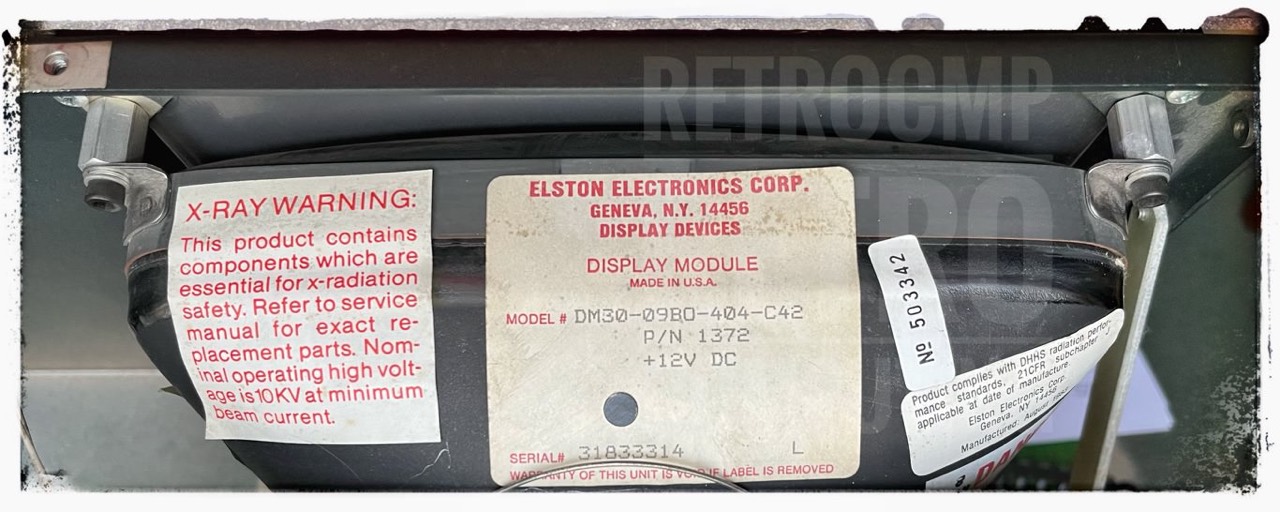 RETROCMP
X-RAY WARNING:
This product contains
components which are
essential for x-radiation
safety. Refer to service
manual for exact re-
placement parts. Nom-
inal operating high volt-
age is 10KV at minimum
beam current.
ELSTON ELECTRONICS CORP.
GENEVA, N.Y. 14456
DISPLAY DEVICES
DISPLAY MODULE
MADE IN U.S.A.
MODEL # DM30-09B0-404-C42
P/N 1372
+12V DC
SERIAL# 31833314 L
WARRANTY OF THIS UNIT IS VOID IF LABEL IS REMOVED
Nº 503342
Product complies with DHHS radiation perfor-
mance standards, 21CFR subchapter J
applicable at date of manufacture.
Elston Electronics Corp.
Geneva, NY 14456
Manufactured: August